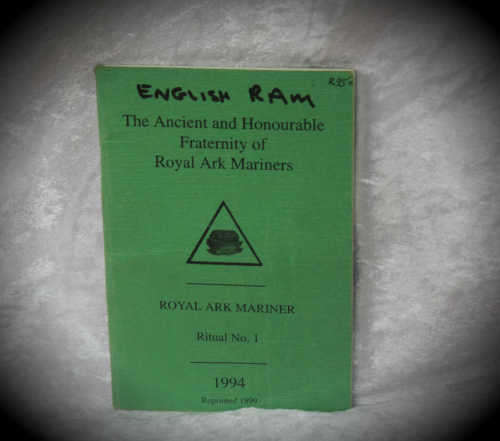 ENGLISH RAM
The Ancient and Honourable
Fraternity of
Royal Ark Mariners
ROYAL ARK MARINER
Ritual No. 1
1994
Reprinted 1999